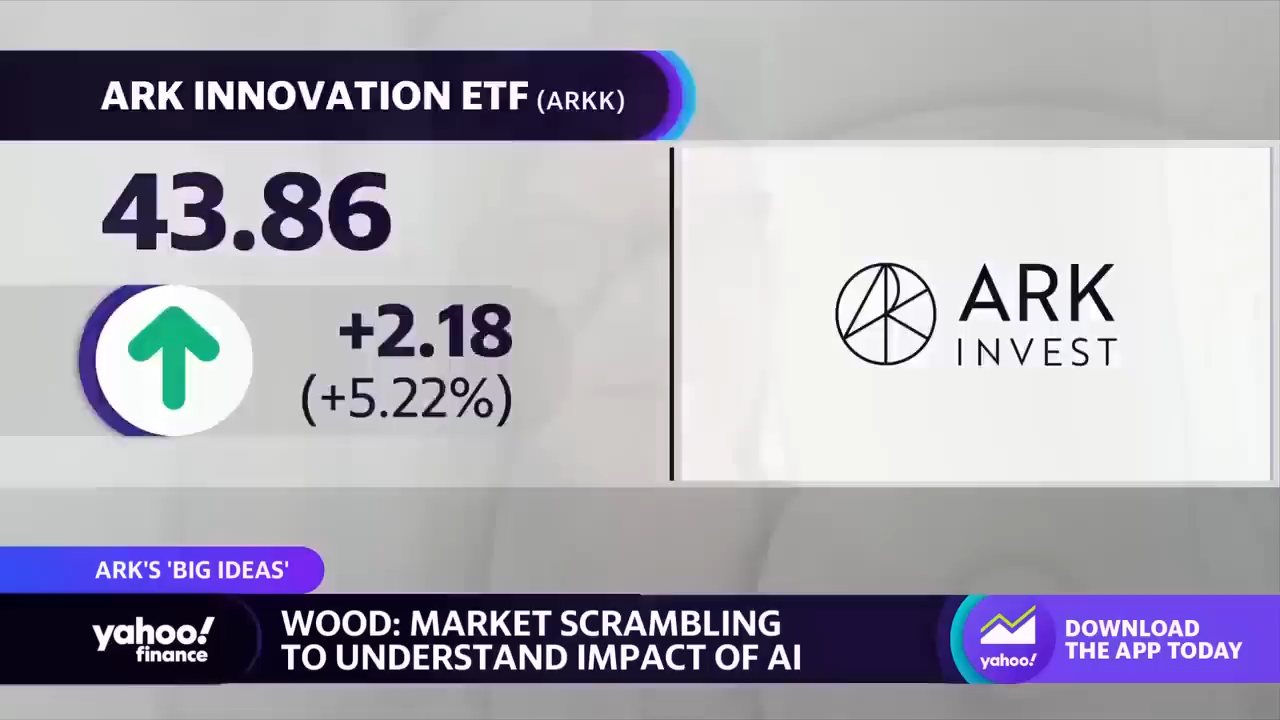 ARK INNOVATION ETF (ARKK)
43.86
+2.18
(+5.22%)
ARK
INVEST
ARK'S 'BIG IDEAS'
yahoo!
finance
WOOD: MARKET SCRAMBLING
TO UNDERSTAND IMPACT OF AI
yahoo!
DOWNLOAD
THE APP TODAY